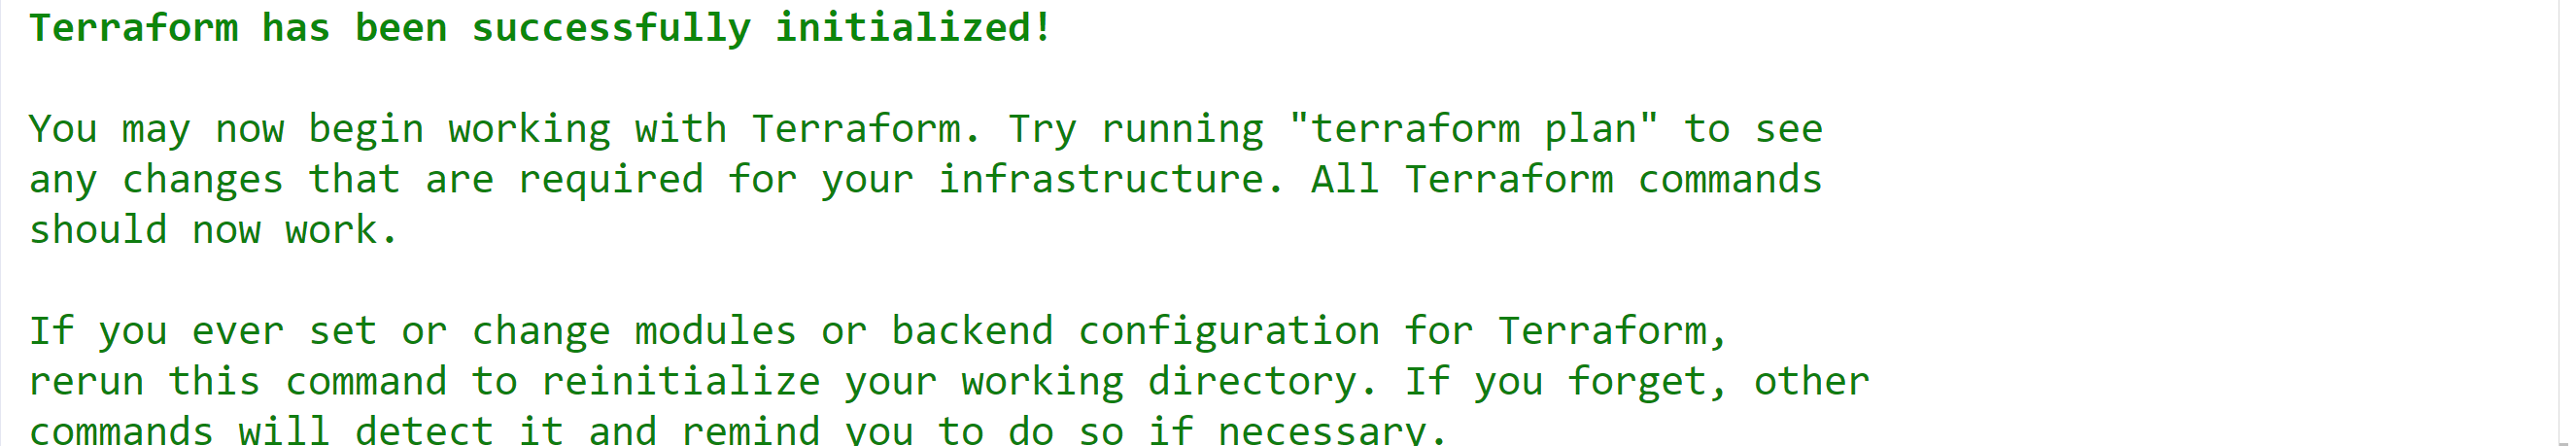 Terraform has been successfully initialized!
You may now begin working with Terraform. Try running "terraform plan" to see
any changes that are required for your infrastructure. All Terraform commands
should now work.
If you ever set or change modules or backend configuration for Terraform,
rerun this command to reinitialize your working directory. If you forget, other
commands will detect it and remind you to do so if necessary.